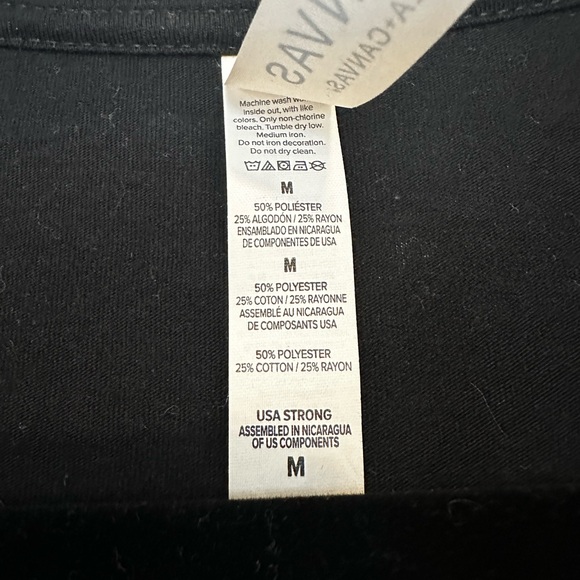 CANVAS
Machine wash
inside out, with like
colors. Only non-chlorine
bleach. Tumble dry low.
Medium iron.
Do not iron decoration.
Do not dry clean.
M
50% POLIÉSTER
25% ALGODÓN / 25% RAYON
ENSAMBLADO EN NICARAGUA
DE COMPONENTES DE USA
M
50% POLYESTER
25% COTON / 25% RAYONNE
ASSEMBLÉ AU NICARAGUA
DE COMPOSANTS USA
50% POLYESTER
25% COTTON / 25% RAYON
USA STRONG
ASSEMBLED IN NICARAGUA
OF US COMPONENTS
M